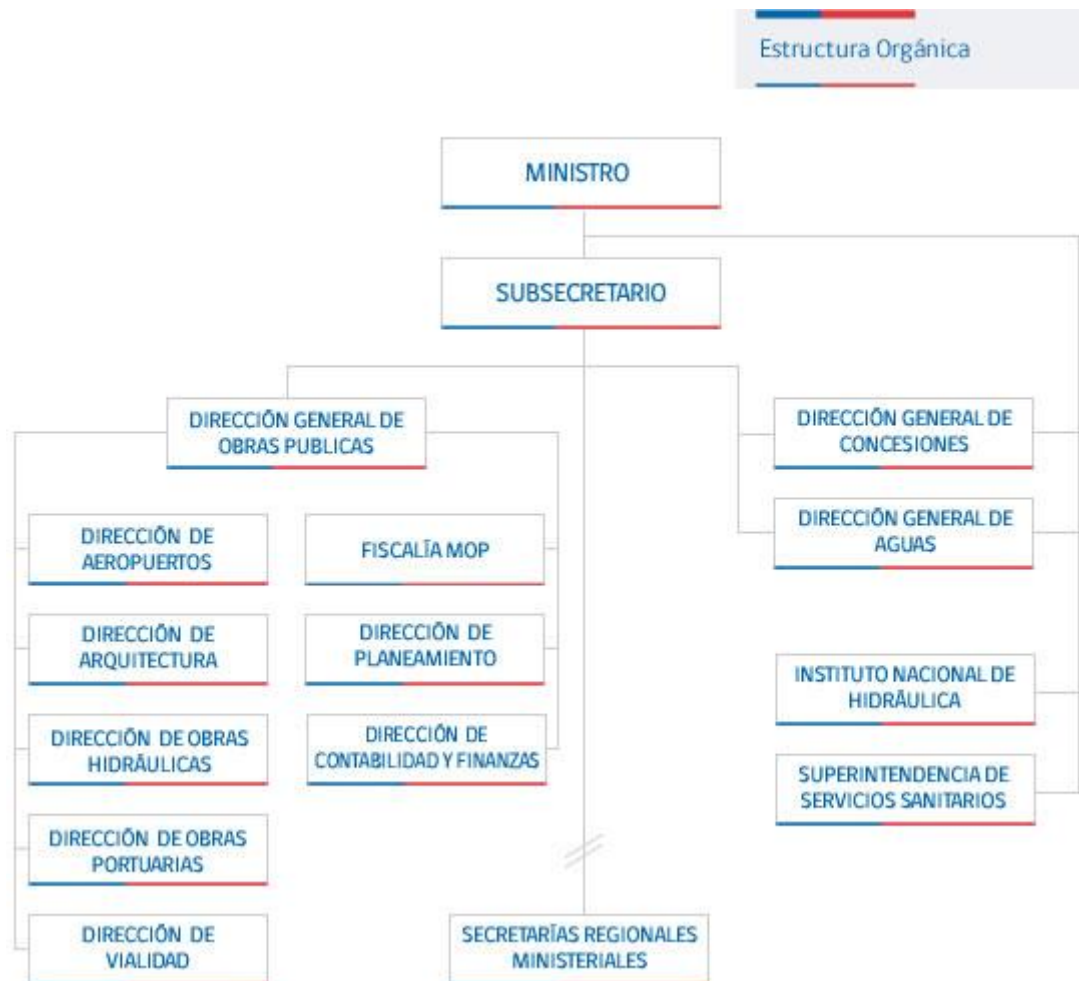 Estructura Orgánica
MINISTRO
SUBSECRETARIO
DIRECCIÓN GENERAL DE
OBRAS PUBLICAS
DIRECCIÓN GENERAL DE
CONCESIONES
DIRECCIÓN GENERAL DE
AGUAS
DIRECCIÓN DE
AEROPUERTOS
FISCALÍA MOP
DIRECCIÓN DE
ARQUITECTURA
DIRECCIÓN DE
PLANEAMIENTO
INSTITUTO NACIONAL DE
HIDRÁULICA
DIRECCIÓN DE OBRAS
HIDRÁULICAS
DIRECCIÓN DE
CONTABILIDAD Y FINANZAS
SUPERINTENDENCIA DE
SERVICIOS SANITARIOS
DIRECCIÓN DE OBRAS
PORTUARIAS
DIRECCIÓN DE
VIALIDAD
SECRETARÍAS REGIONALES
MINISTERIALES